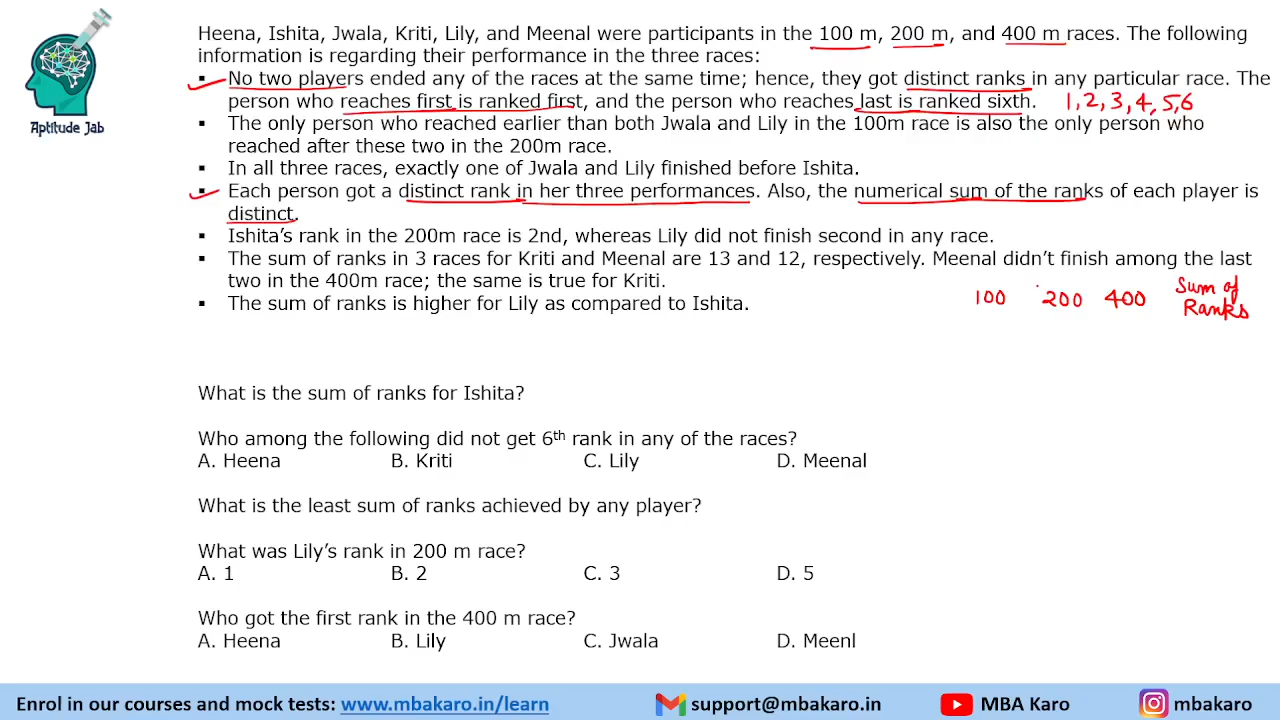 Heena, Ishita, Jwala, Kriti, Lily, and Meenal were participants in the 100 m, 200 m, and 400 m races. The following
information is regarding their performance in the three races:
▪ No two players ended any of the races at the same time; hence, they got distinct ranks in any particular race. The
person who reaches first is ranked first, and the person who reaches last is ranked sixth. 1,2,3,4,5,6
Aptitude Jab
▪ The only person who reached earlier than both Jwala and Lily in the 100m race is also the only person who
reached after these two in the 200m race.
▪ In all three races, exactly one of Jwala and Lily finished before Ishita.
▪ Each person got a distinct rank in her three performances. Also, the numerical sum of the ranks of each player is
distinct.
▪ Ishita's rank in the 200m race is 2nd, whereas Lily did not finish second in any race.
▪ The sum of ranks in 3 races for Kriti and Meenal are 13 and 12, respectively. Meenal didn't finish among the last
two in the 400m race; the same is true for Kriti.
▪ The sum of ranks is higher for Lily as compared to Ishita.
100 200 400 Sum of
Ranks
What is the sum of ranks for Ishita?
Who among the following did not get 6th rank in any of the races?
A. Heena B. Kriti C. Lily D. Meenal
What is the least sum of ranks achieved by any player?
What was Lily's rank in 200 m race?
A. 1 B. 2 C. 3 D. 5
Who got the first rank in the 400 m race?
A. Heena B. Lily C. Jwala D. Meenl
Enrol in our courses and mock tests: www.mbakaro.in/learn support@mbakaro.in MBA Karo mbakaro